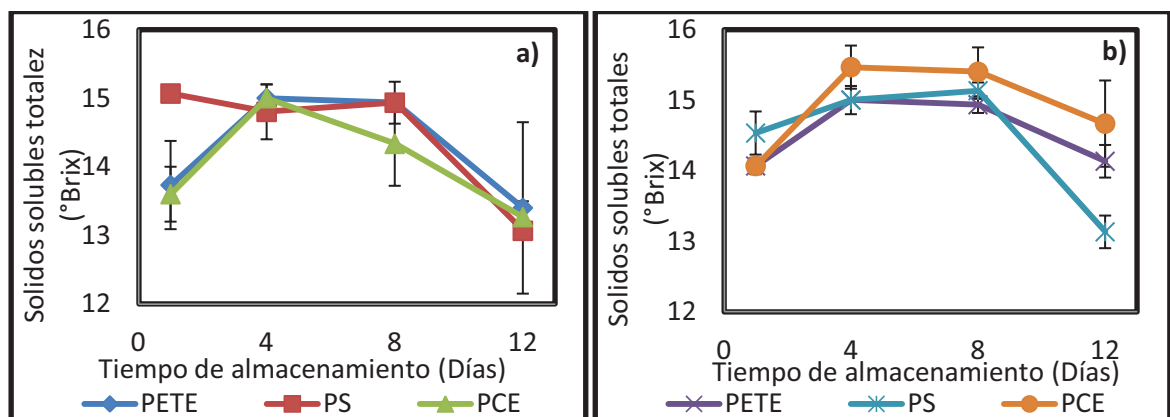 a)
16
15
14
13
12
Solidos solubles totalez
(°Brix)
0 4 8 12
Tiempo de almacenamiento (Días)
PETE PS PCE
b)
16
15
14
13
12
Solidos solubles totales
(°Brix)
0 4 8 12
Tiempo de almacenamiento (Días)
PETE PS PCE